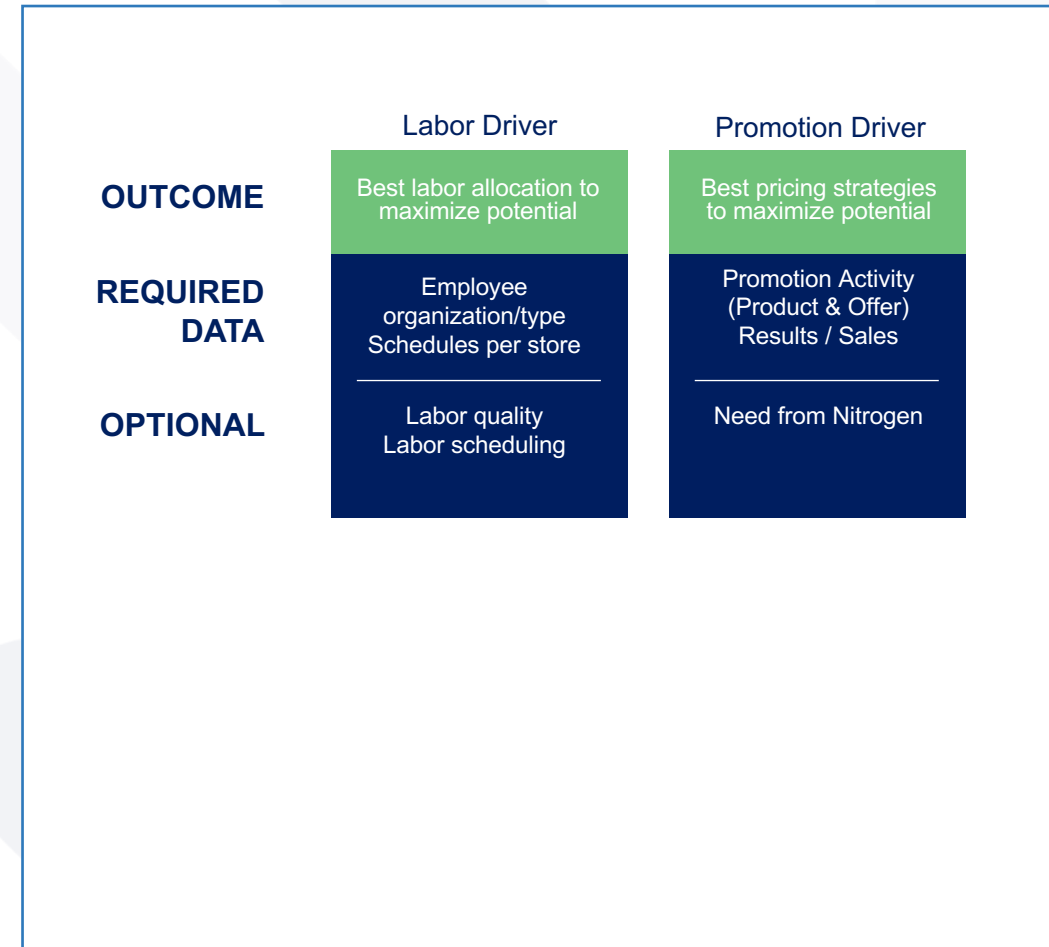 Labor Driver
Promotion Driver
OUTCOME
Best labor allocation to
maximize potential
Best pricing strategies
to maximize potential
REQUIRED
DATA
Employee
organization/type
Schedules per store
Promotion Activity
(Product & Offer)
Results / Sales
OPTIONAL
Labor quality
Labor scheduling
Need from Nitrogen